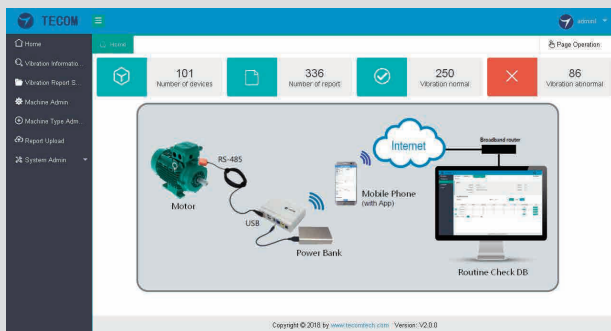 TECOM
admin1
Home
Home
Page Operation
Vibration Informatio...
Vibration Report S...
Machine Admin
Machine Type Adm...
Report Upload
System Admin
101
Number of devices
336
Number of report
250
Vibration normal
86
Vibration abnormal
Internet
Broadband router
RS-485
Motor
Mobile Phone
(with App)
USB
Power Bank
Routine Check DB
Copyright © 2018 by www.tecomtech.com Version: V2.0.0